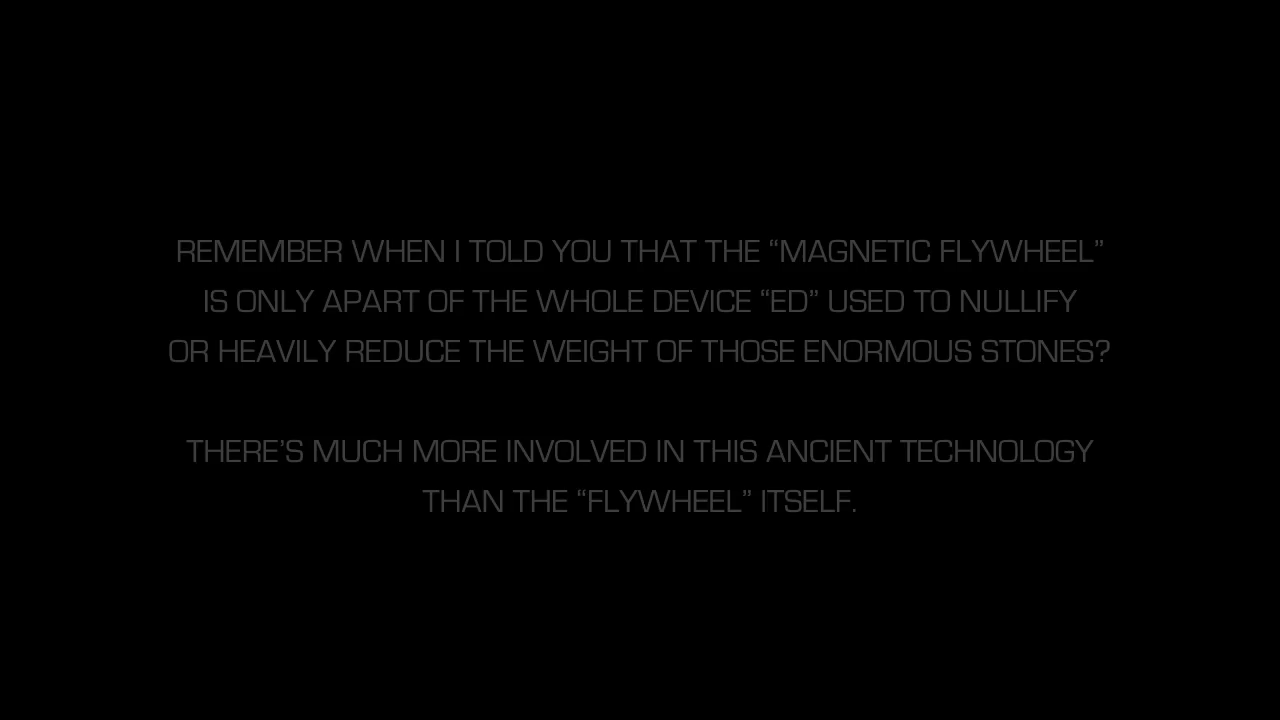 REMEMBER WHEN I TOLD YOU THAT THE “MAGNETIC FLYWHEEL”
IS ONLY APART OF THE WHOLE DEVICE “ED” USED TO NULLIFY
OR HEAVILY REDUCE THE WEIGHT OF THOSE ENORMOUS STONES?
THERE’S MUCH MORE INVOLVED IN THIS ANCIENT TECHNOLOGY
THAN THE “FLYWHEEL” ITSELF.